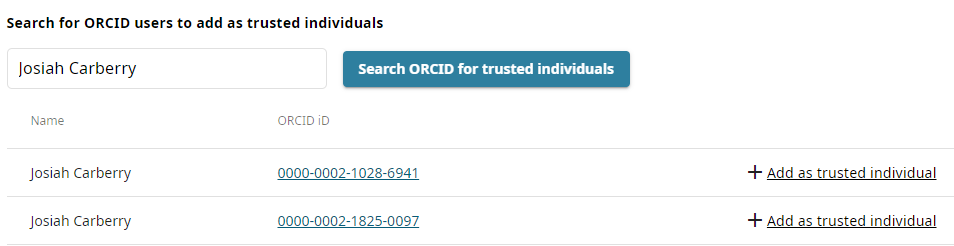 Search for ORCID users to add as trusted individuals
Josiah Carberry
Search ORCID for trusted individuals
Name ORCID iD
Josiah Carberry 0000-0002-1028-6941 + Add as trusted individual
Josiah Carberry 0000-0002-1825-0097 + Add as trusted individual